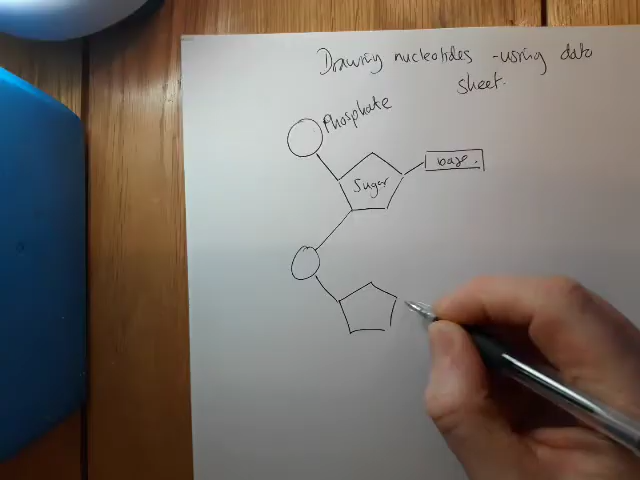 Drawing nucleotides - using data
sheet.
Phosphate
base.
Sugar